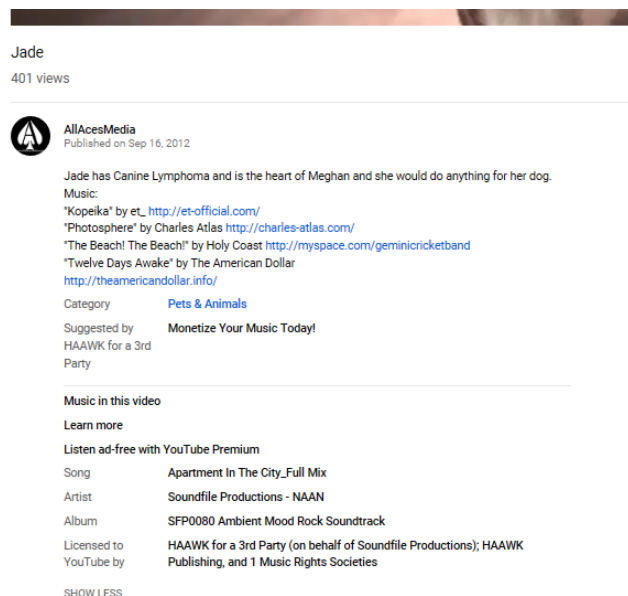 Jade
401 views
AllAcesMedia
Published on Sep 16, 2012
Jade has Canine Lymphoma and is the heart of Meghan and she would do anything for her dog.
Music:
"Kopeika" by et_ http://et-official.com/
"Photosphere" by Charles Atlas http://charles-atlas.com/
"The Beach! The Beach!" by Holy Coast http://myspace.com/geminicricketband
"Twelve Days Awake" by The American Dollar
http://theamericandollar.info/
Category Pets & Animals
Suggested by Monetize Your Music Today!
HAAWK for a 3rd
Party
Music in this video
Learn more
Listen ad-free with YouTube Premium
Song Apartment In The City_Full Mix
Artist Soundfile Productions - NAAN
Album SFP0080 Ambient Mood Rock Soundtrack
Licensed to HAAWK for a 3rd Party (on behalf of Soundfile Productions); HAAWK
YouTube by Publishing, and 1 Music Rights Societies
SHOW LESS